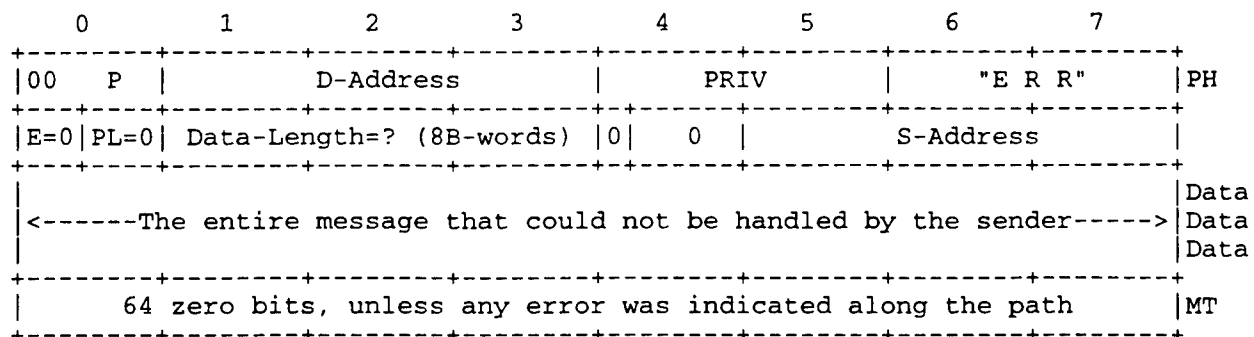 0 1 2 3 4 5 6 7
+--------+--------+--------+--------+--------+--------+--------+--------+
|00 P | D-Address | PRIV | "E R R" |PH
+----+---+--------+--------+--------+--------+--------+--------+--------+
|E=0|PL=0| Data-Length=? (8B-words) |0| 0 | S-Address |
+----+----+--------+--------+--------+-+------+--------+--------+--------+
| |Data
|<------The entire message that could not be handled by the sender----->|Data
| |Data
+--------+--------+--------+--------+--------+--------+--------+--------+
| 64 zero bits, unless any error was indicated along the path |MT
+--------+--------+--------+--------+--------+--------+--------+--------+